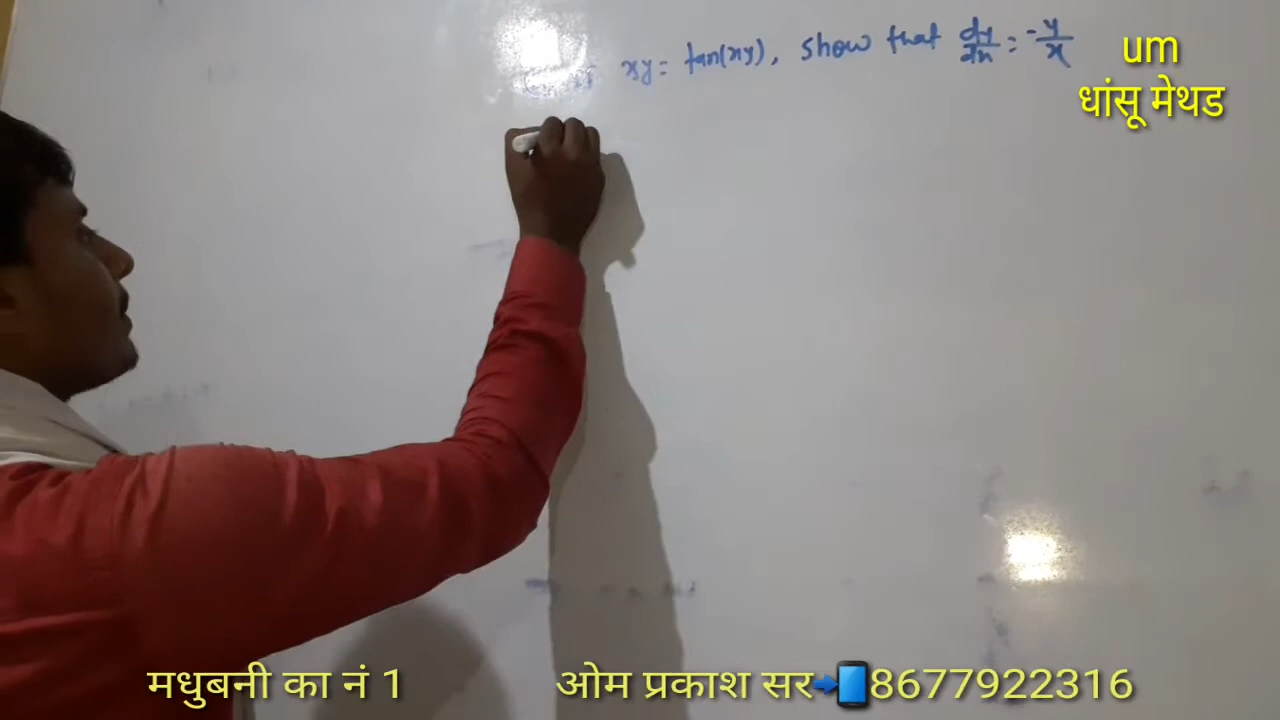 xy = tan(xy), show that dy/dx = -y/x
um
धांसू मेथड
मधुबनी का नं 1 ओम प्रकाश सर 8677922316